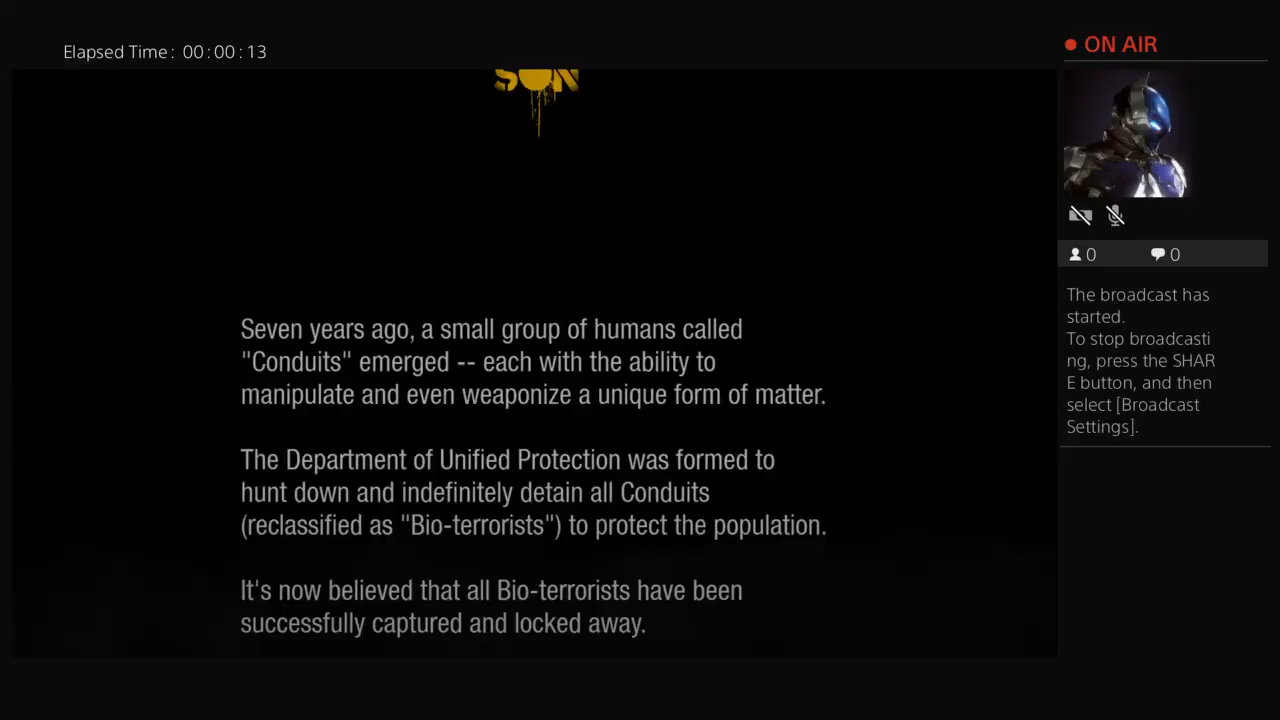 Elapsed Time: 00:00:13
ON AIR
SON
Seven years ago, a small group of humans called
"Conduits" emerged -- each with the ability to
manipulate and even weaponize a unique form of matter.
The Department of Unified Protection was formed to
hunt down and indefinitely detain all Conduits
(reclassified as "Bio-terrorists") to protect the population.
It's now believed that all Bio-terrorists have been
successfully captured and locked away.
0 0
The broadcast has
started.
To stop broadcasti
ng, press the SHAR
E button, and then
select [Broadcast
Settings].